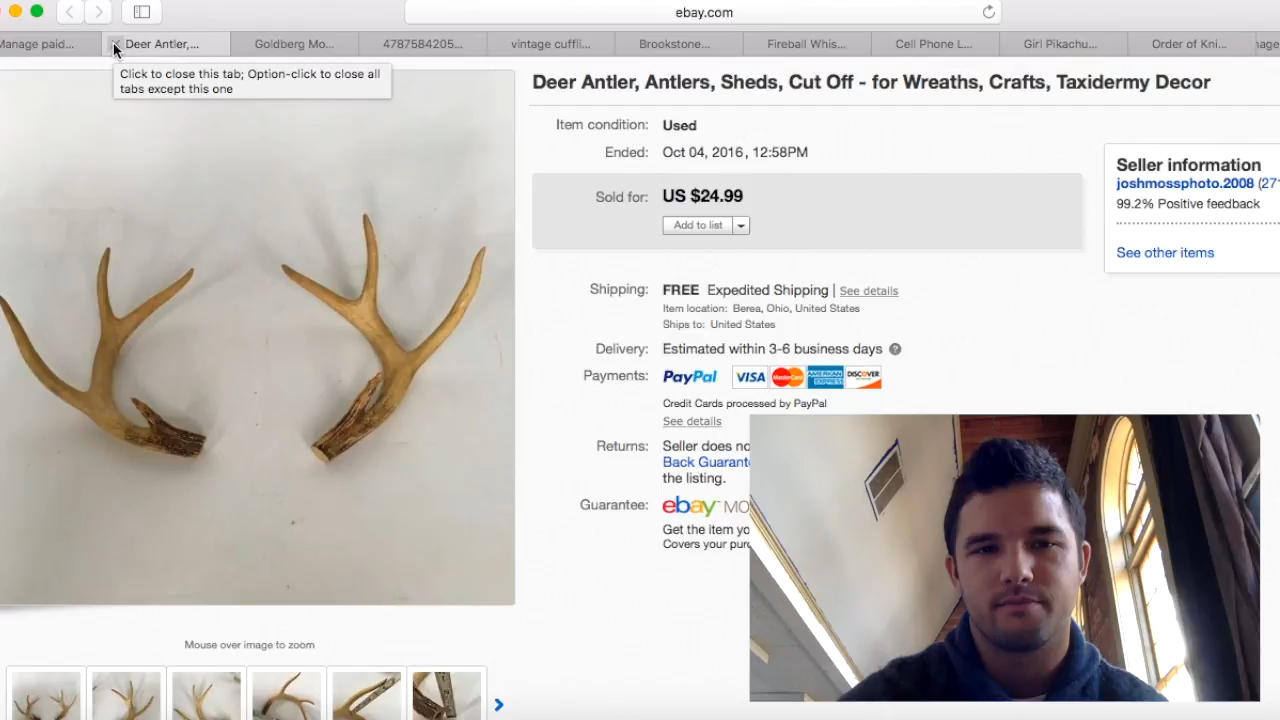 ebay.com
Manage paid...
Deer Antler,...
Goldberg Mo...
4787584205...
vintage cuffli...
Brookstone...
Fireball Whis...
Cell Phone L...
Girl Pikachu...
Order of Kni...
Click to close this tab; Option-click to close all
tabs except this one
Deer Antler, Antlers, Sheds, Cut Off - for Wreaths, Crafts, Taxidermy Decor
Item condition: Used
Ended: Oct 04, 2016, 12:58PM
Sold for: US $24.99
Add to list
Shipping: FREE Expedited Shipping | See details
Item location: Berea, Ohio, United States
Ships to: United States
Delivery: Estimated within 3-6 business days ?
Payments: PayPal VISA MasterCard AMERICAN EXPRESS DISCOVER
Credit Cards processed by PayPal
See details
Returns: Seller does no
Back Guarant
the listing.
Guarantee: ebay MO
Get the item yo
Covers your purc
Seller information
joshmossphoto.2008 (271
99.2% Positive feedback
See other items
Mouse over image to zoom